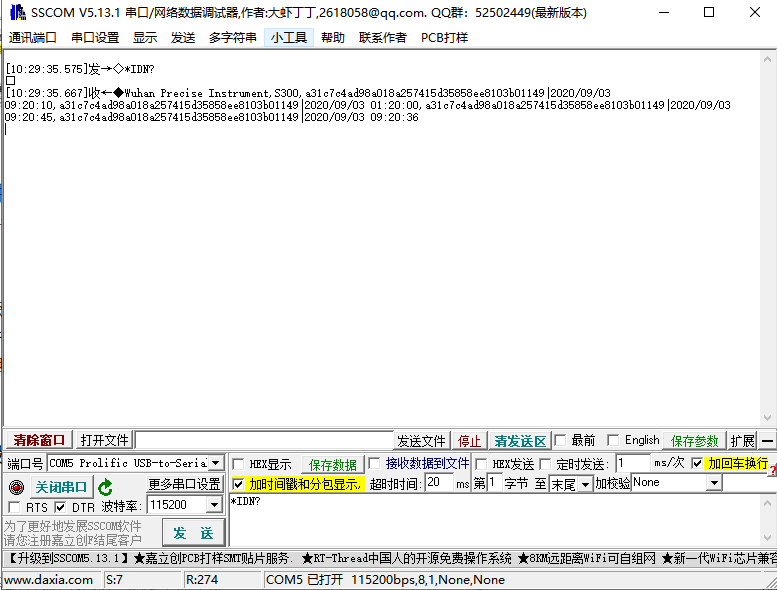 SSCOM V5.13.1 串口/网络数据调试器,作者:大虾丁丁,2618058@qq.com. QQ群: 52502449(最新版本)
通讯端口 串口设置 显示 发送 多字符串 小工具 帮助 联系作者 PCB打样
[10:29:35.575]发→◇*IDN?
□
[10:29:35.667]收←◆Wuhan Precise Instrument,S300,a31c7c4ad98a018a257415d35858ee8103b01149|2020/09/03
09:20:10,a31c7c4ad98a018a257415d35858ee8103b01149|2020/09/03 01:20:00,a31c7c4ad98a018a257415d35858ee8103b01149|2020/09/03
09:20:45,a31c7c4ad98a018a257415d35858ee8103b01149|2020/09/03 09:20:36
清除窗口 打开文件 发送文件 停止 清发送区 最前 English 保存参数 扩展 —
端口号 COM5 Prolific USB-to-Seria HEX显示 保存数据 接收数据到文件 HEX发送 定时发送: 1 ms/次 加回车换行
关闭串口 更多串口设置 加时间戳和分包显示, 超时时间: 20 ms 第 1 字节 至 末尾 加校验 None
RTS DTR 波特率: 115200 *IDN?
为了更好地发展SSCOM软件
请您注册嘉立创F结尾客户 发 送
【升级到SSCOM5.13.1】★嘉立创PCB打样SMT贴片服务. ★RT-Thread中国人的开源免费操作系统 ★8KM远距离WiFi可自组网 ★新一代WiFi芯片兼容
www.daxia.com S:7 R:274 COM5 已打开 115200bps,8,1,None,None